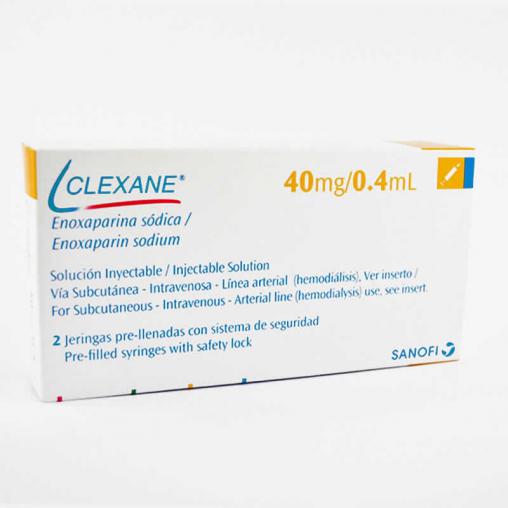 CLEXANE®
40mg/0.4mL
Enoxaparina sódica /
Enoxaparin sodium
Solución Inyectable / Injectable Solution
Vía Subcutánea - Intravenosa - Línea arterial (hemodiálisis), Ver inserto /
For Subcutaneous - Intravenous - Arterial line (hemodialysis) use, see insert.
2 Jeringas pre-llenadas con sistema de seguridad
Pre-filled syringes with safety lock
SANOFI